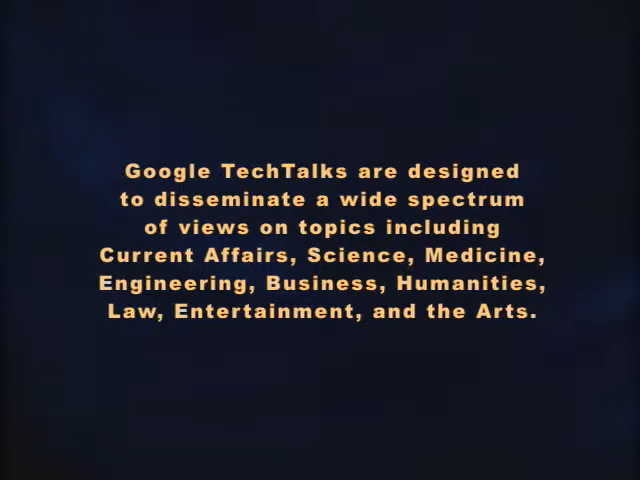 Google TechTalks are designed
to disseminate a wide spectrum
of views on topics including
Current Affairs, Science, Medicine,
Engineering, Business, Humanities,
Law, Entertainment, and the Arts.